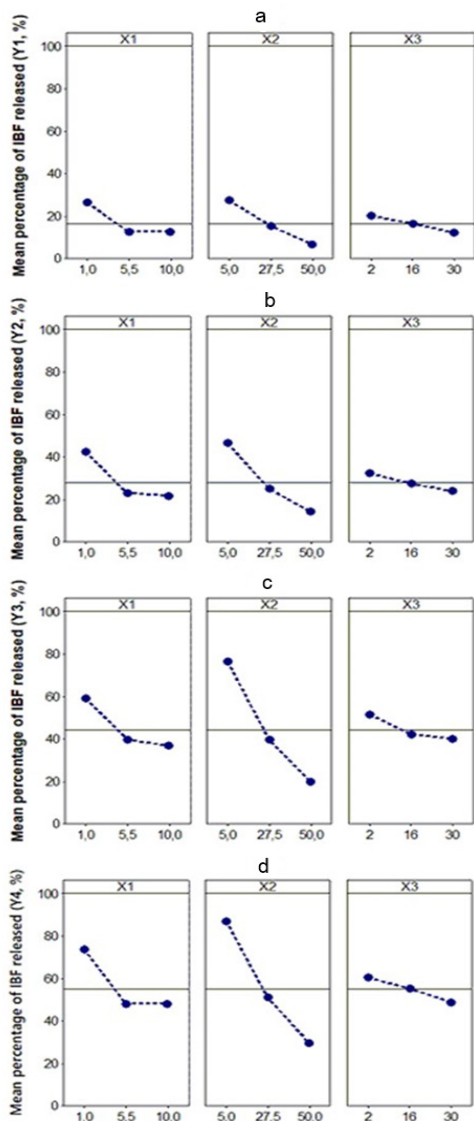 a
Mean percentage of IBF released (Y1, %)
X1 X2 X3
100
80
60
40
20
0
1,0 5,5 10,0 5,0 27,5 50,0 2 16 30
b
Mean percentage of IBF released (Y2, %)
X1 X2 X3
100
80
60
40
20
0
1,0 5,5 10,0 5,0 27,5 50,0 2 16 30
c
Mean percentage of IBF released (Y3, %)
X1 X2 X3
100
80
60
40
20
0
1,0 5,5 10,0 5,0 27,5 50,0 2 16 30
d
Mean percentage of IBF released (Y4, %)
X1 X2 X3
100
80
60
40
20
0
1,0 5,5 10,0 5,0 27,5 50,0 2 16 30